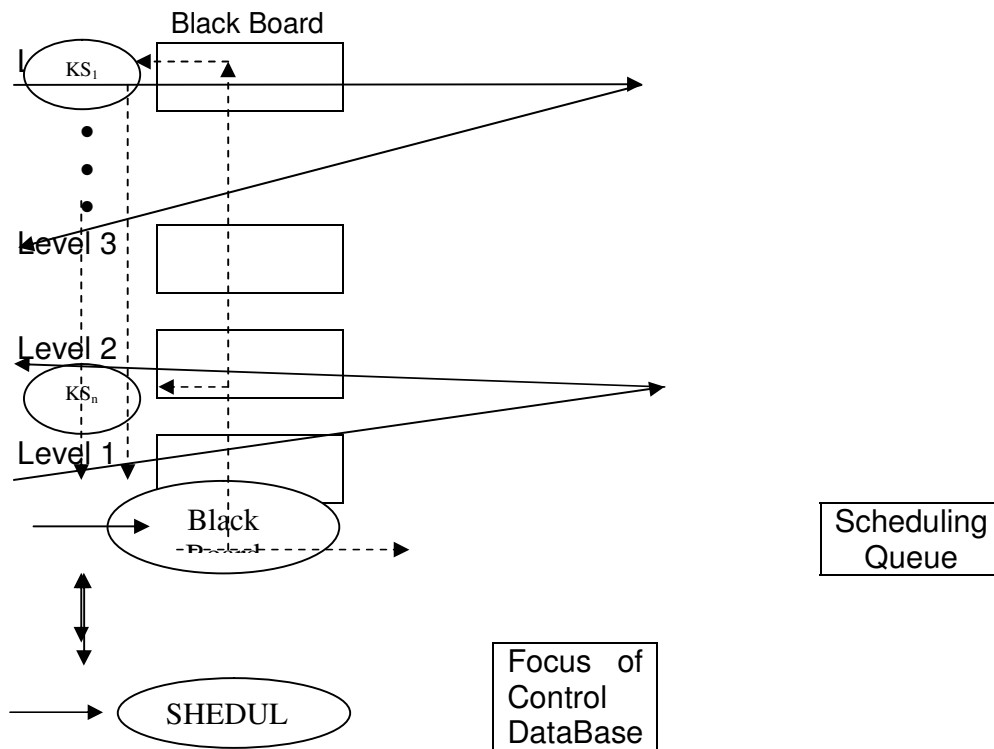 Black Board
KS₁
Level 3
Level 2
KSₙ
Level 1
Black
Scheduling
Queue
Focus of
Control
DataBase
SHEDUL